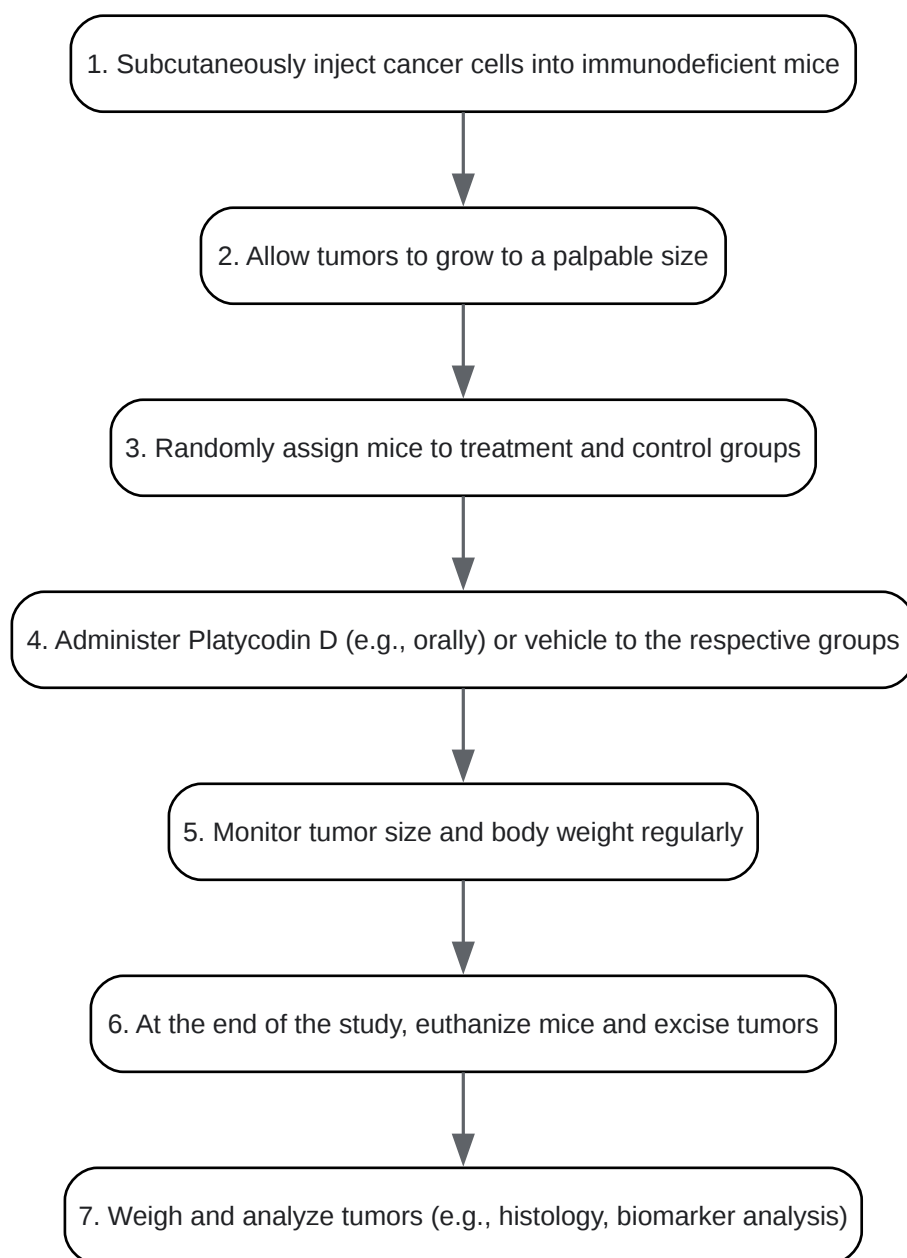 1. Subcutaneously inject cancer cells into immunodeficient mice
2. Allow tumors to grow to a palpable size
3. Randomly assign mice to treatment and control groups
4. Administer Platycodin D (e.g., orally) or vehicle to the respective groups
5. Monitor tumor size and body weight regularly
6. At the end of the study, euthanize mice and excise tumors
7. Weigh and analyze tumors (e.g., histology, biomarker analysis)